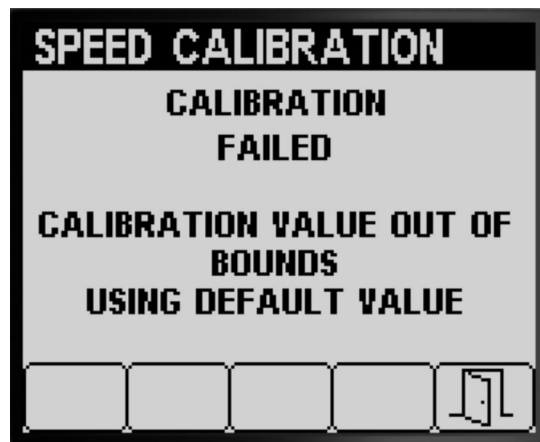 SPEED CALIBRATION
CALIBRATION
FAILED
CALIBRATION VALUE OUT OF
BOUNDS
USING DEFAULT VALUE